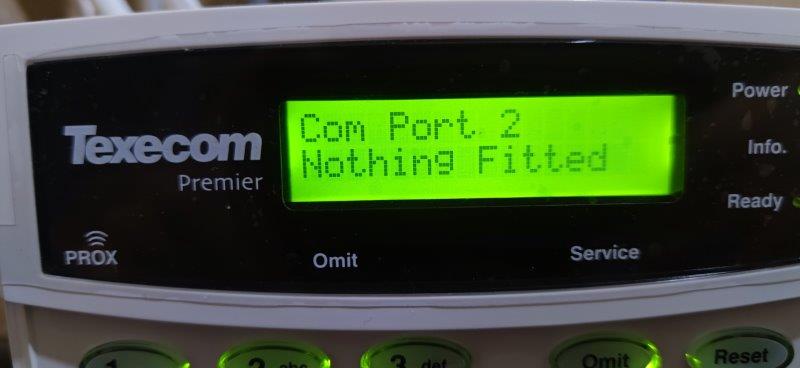 Com Port 2
Nothing Fitted
Texecom
Premier
PROX
Omit
Service
Power
Info.
Ready
1
2 abc
3 def
Omit
Reset